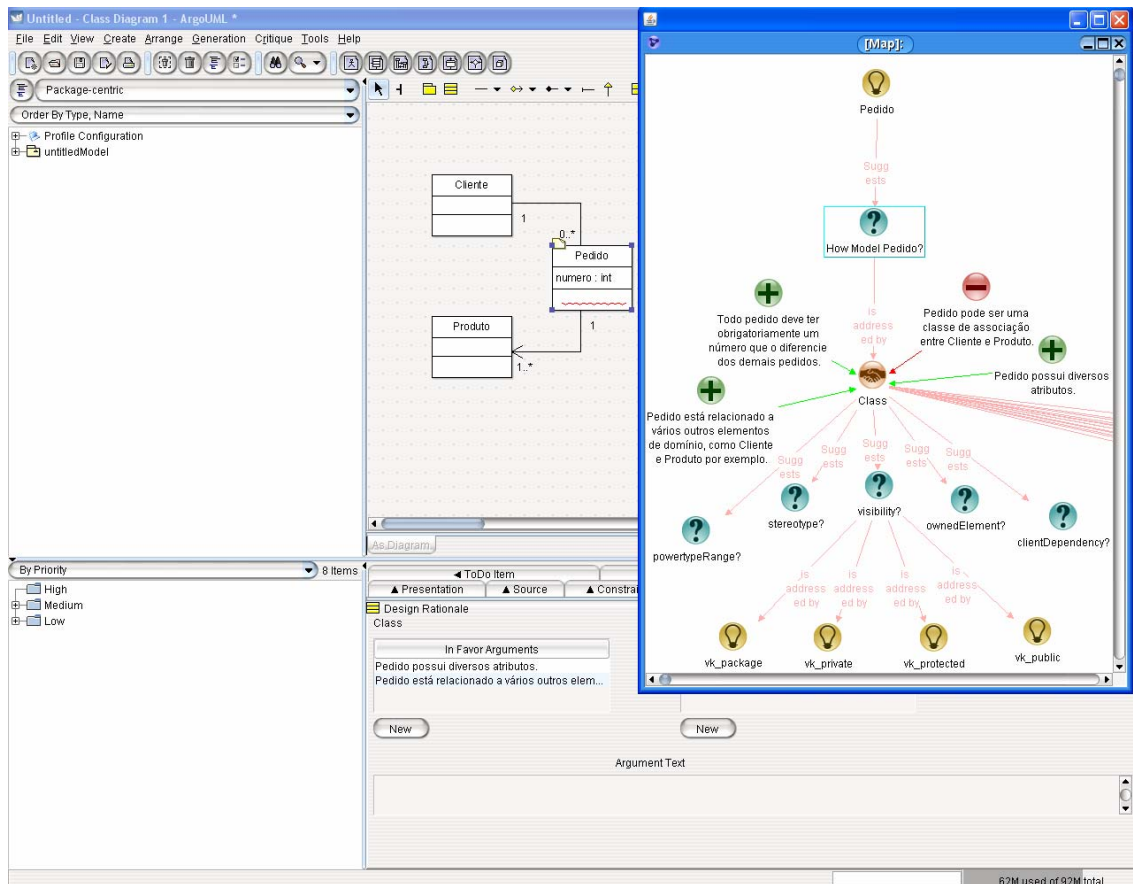 Untitled - Class Diagram 1 - ArgoUML *
File Edit View Create Arrange Generation Critique Tools Help
Package-centric
Order By Type, Name
Profile Configuration
untitledModel
Cliente
1
0..*
Pedido
numero : int
1
Produto
1..*
As Diagram
By Priority
8 Items
High
Medium
Low
ToDo Item
Presentation
Source
Constrai
Design Rationale
Class
In Favor Arguments
Pedido possui diversos atributos.
Pedido está relacionado a vários outros elem...
New
New
Argument Text
62M used of 92M total
[Map]:
Pedido
Sugg
ests
How Model Pedido?
is
address
ed by
Todo pedido deve ter
obrigatoriamente um
número que o diferencie
dos demais pedidos.
Pedido pode ser uma
classe de associação
entre Cliente e Produto.
Pedido possui diversos
atributos.
Class
Pedido está relacionado a
vários outros elementos
de domínio, como Cliente
e Produto por exemplo.
Sugg
ests
Sugg
ests
Sugg
ests
Sugg
ests
Sugg
ests
powertypeRange?
stereotype?
visibility?
ownedElement?
clientDependency?
is
address
ed by
is
address
ed by
is
address
ed by
is
address
ed by
vk_package
vk_private
vk_protected
vk_public